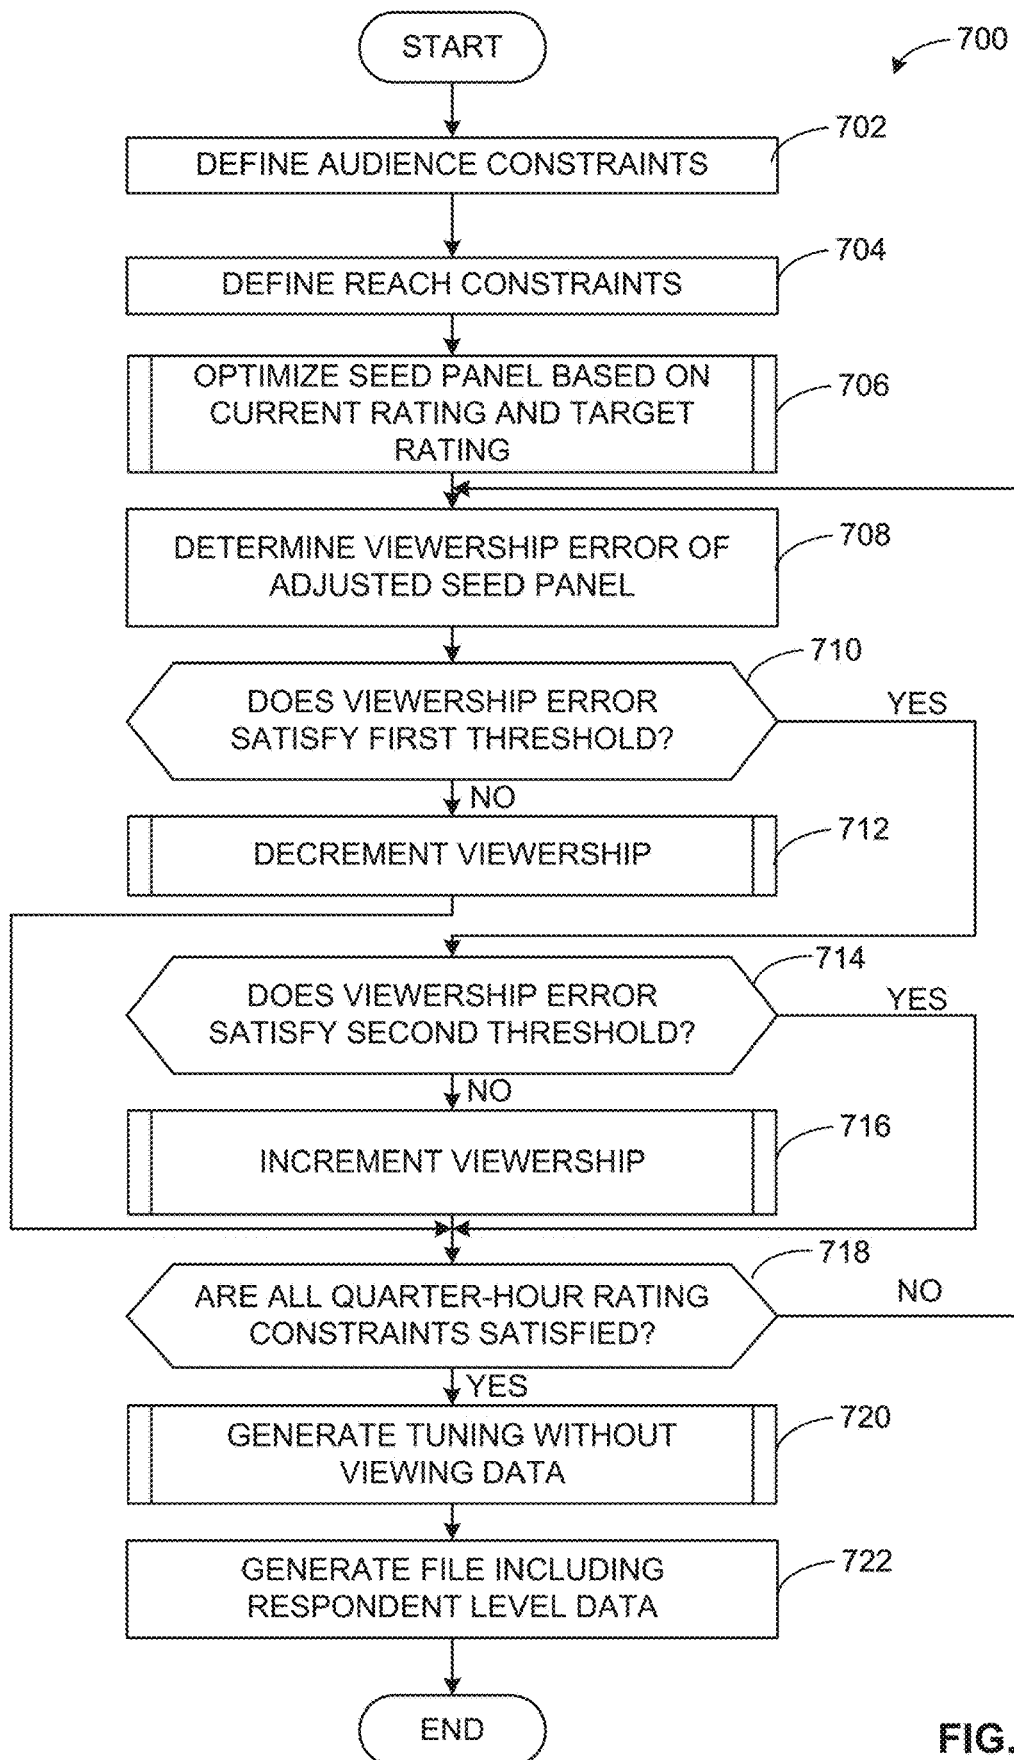 START
700
702
DEFINE AUDIENCE CONSTRAINTS
704
DEFINE REACH CONSTRAINTS
OPTIMIZE SEED PANEL BASED ON
CURRENT RATING AND TARGET
RATING
706
DETERMINE VIEWERSHIP ERROR OF
ADJUSTED SEED PANEL
708
710
DOES VIEWERSHIP ERROR
SATISFY FIRST THRESHOLD?
YES
NO
DECREMENT VIEWERSHIP
712
714
DOES VIEWERSHIP ERROR
SATISFY SECOND THRESHOLD?
YES
NO
INCREMENT VIEWERSHIP
716
718
ARE ALL QUARTER-HOUR RATING
CONSTRAINTS SATISFIED?
NO
YES
GENERATE TUNING WITHOUT
VIEWING DATA
720
GENERATE FILE INCLUDING
RESPONDENT LEVEL DATA
722
END
FIG.